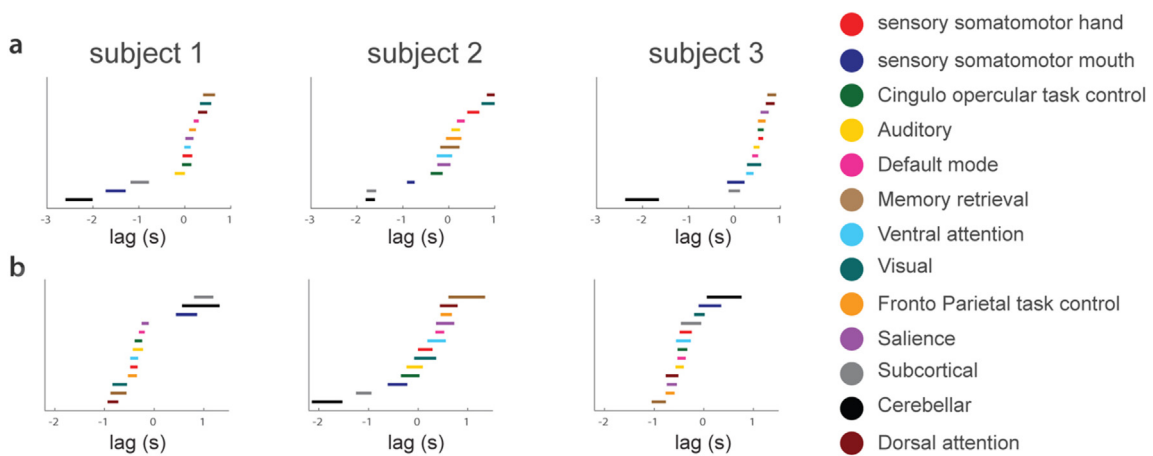 a
subject 1
subject 2
subject 3
-3 -2 -1 0 1
-3 -2 -1 0 1
-3 -2 -1 0 1
lag (s)
lag (s)
lag (s)
b
-2 -1 0 1
-2 -1 0 1
-2 -1 0 1
lag (s)
lag (s)
lag (s)
sensory somatomotor hand
sensory somatomotor mouth
Cingulo opercular task control
Auditory
Default mode
Memory retrieval
Ventral attention
Visual
Fronto Parietal task control
Salience
Subcortical
Cerebellar
Dorsal attention